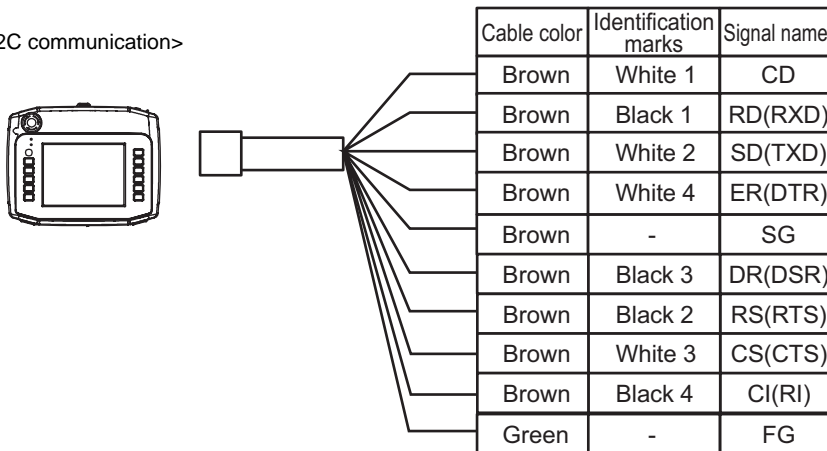 2C communication>
Cable color Identification marks Signal name
Brown White 1 CD
Brown Black 1 RD(RXD)
Brown White 2 SD(TXD)
Brown White 4 ER(DTR)
Brown - SG
Brown Black 3 DR(DSR)
Brown Black 2 RS(RTS)
Brown White 3 CS(CTS)
Brown Black 4 CI(RI)
Green - FG